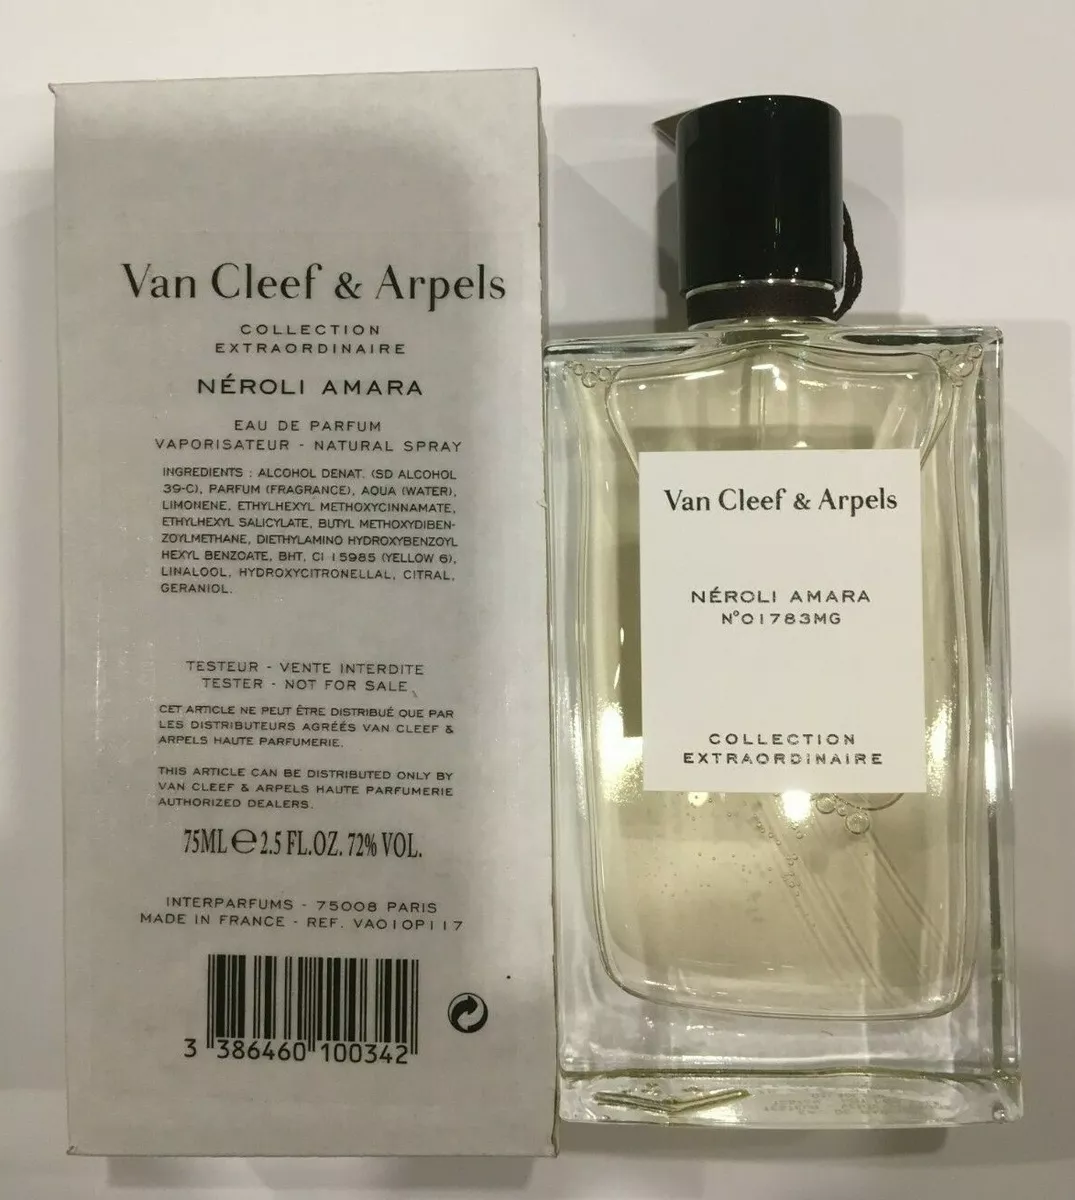 Van Cleef & Arpels
COLLECTION
EXTRAORDINAIRE
NÉROLI AMARA
EAU DE PARFUM
VAPORISATEUR - NATURAL SPRAY
INGREDIENTS : ALCOHOL DENAT. (SD ALCOHOL
39-C), PARFUM (FRAGRANCE), AQUA (WATER),
LIMONENE, ETHYLHEXYL METHOXYCINNAMATE,
ETHYLHEXYL SALICYLATE, BUTYL METHOXYDIBEN-
ZOYLMETHANE, DIETHYLAMINO HYDROXYBENZOYL
HEXYL BENZOATE, BHT, CI 15985 (YELLOW 6),
LINALOOL, HYDROXYCITRONELLAL, CITRAL,
GERANIOL.
TESTEUR - VENTE INTERDITE
TESTER - NOT FOR SALE
CET ARTICLE NE PEUT ÊTRE DISTRIBUÉ QUE PAR
LES DISTRIBUTEURS AGRÉÉS VAN CLEEF &
ARPELS HAUTE PARFUMERIE.
THIS ARTICLE CAN BE DISTRIBUTED ONLY BY
VAN CLEEF & ARPELS HAUTE PARFUMERIE
AUTHORIZED DEALERS.
75ML e 2.5 FL.OZ. 72% VOL.
INTERPARFUMS - 75008 PARIS
MADE IN FRANCE - REF. VA010P117
3 386460 100342
Van Cleef & Arpels
NÉROLI AMARA
N°01783MG
COLLECTION
EXTRAORDINAIRE